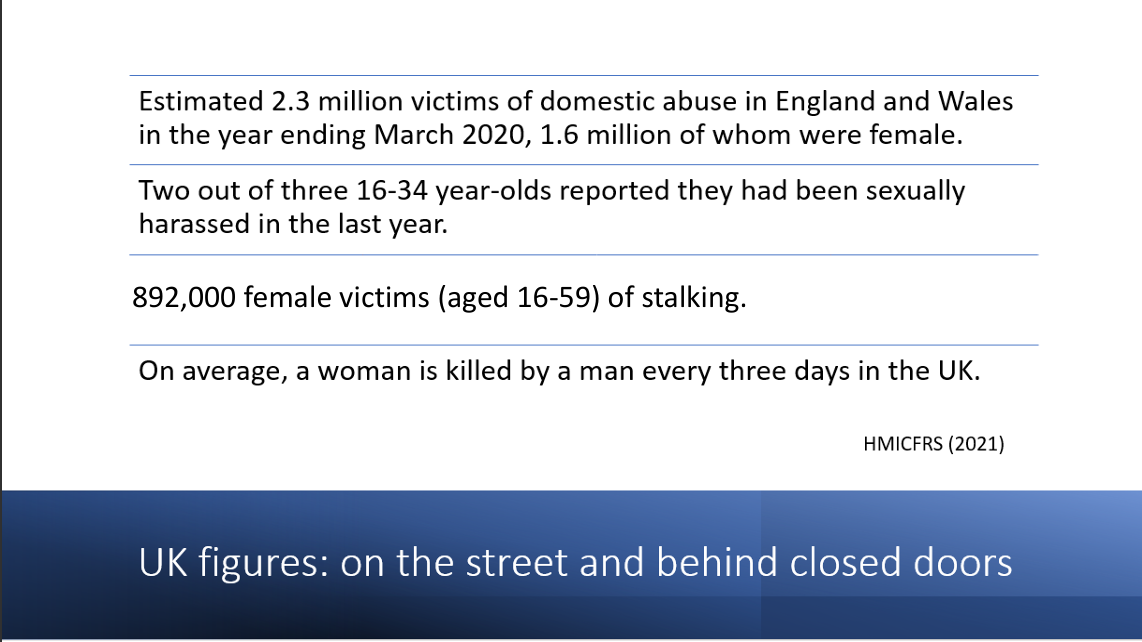 Estimated 2.3 million victims of domestic abuse in England and Wales
in the year ending March 2020, 1.6 million of whom were female.
Two out of three 16-34 year-olds reported they had been sexually
harassed in the last year.
892,000 female victims (aged 16-59) of stalking.
On average, a woman is killed by a man every three days in the UK.
HMICFRS (2021)
UK figures: on the street and behind closed doors